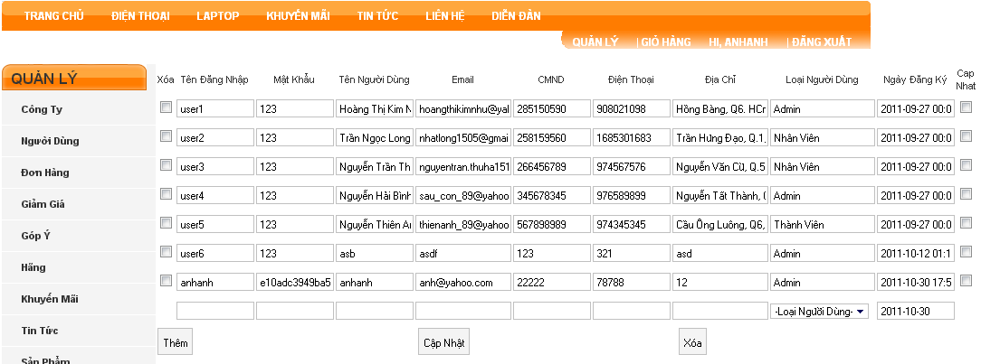 TRANG CHỦ ĐIỆN THOẠI LAPTOP KHUYẾN MÃI TIN TỨC LIÊN HỆ DIỄN ĐÀN
QUẢN LÝ | GIỎ HÀNG HI, ANHANH | ĐĂNG XUẤT
QUẢN LÝ
Công Ty
Người Dùng
Đơn Hàng
Giảm Giá
Góp Ý
Hãng
Khuyến Mãi
Tin Tức
Sản Phẩm
Xóa Tên Đăng Nhập Mật Khẩu Tên Người Dùng Email CMND Điện Thoại Địa Chỉ Loại Người Dùng Ngày Đăng Ký Cap Nhat
user1 123 Hoàng Thị Kim N hoangthikimnhu@yal 285150590 908021098 Hồng Bàng, Q6. HCr Admin 2011-09-27 00:0
user2 123 Trần Ngọc Long nhatlong1505@gmai 258159560 1685301683 Trần Hưng Đạo, Q.1, Nhân Viên 2011-09-27 00:0
user3 123 Nguyễn Trần Th nguyentran.thuha151 266456789 974567576 Nguyễn Văn Cừ, Q.5 Nhân Viên 2011-09-27 00:0
user4 123 Nguyễn Hải Bình sau_con_89@yahoo 345678345 976589899 Nguyễn Tất Thành, ( Admin 2011-09-27 00:0
user5 123 Nguyễn Thiên Ar thienanh_89@yahoo 567898989 974345345 Cầu Ông Luông, Q6, Thành Viên 2011-09-27 00:0
user6 123 asb asdf 123 321 asd Admin 2011-10-12 01:1
anhanh e10adc3949ba5 anhanh anh@yahoo.com 22222 78788 12 Admin 2011-10-30 17:5
-Loại Người Dùng- 2011-10-30
Thêm Cập Nhật Xóa